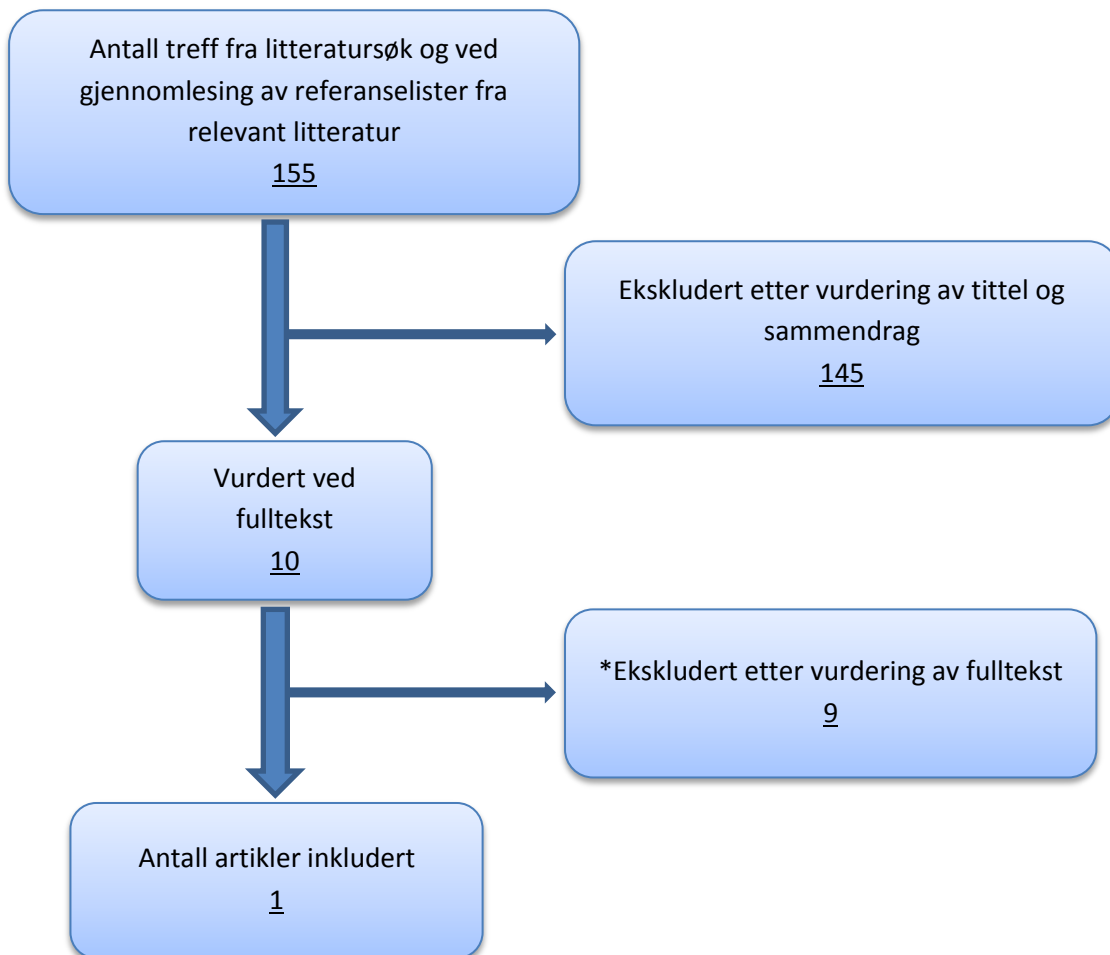 Antall treff fra litteratursøk og ved
gjennomlesing av referanselister fra
relevant litteratur
155
Ekskludert etter vurdering av tittel og
sammendrag
145
Vurdert ved
fulltekst
10
*Ekskludert etter vurdering av fulltekst
9
Antall artikler inkludert
1